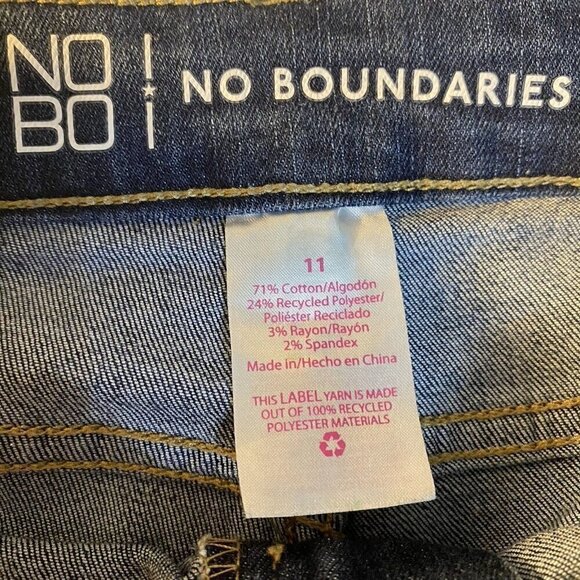 NO
BO
NO BOUNDARIES
11
71% Cotton/Algodón
24% Recycled Polyester/
Poliéster Reciclado
3% Rayon/Rayón
2% Spandex
Made in/Hecho en China
THIS LABEL YARN IS MADE
OUT OF 100% RECYCLED
POLYESTER MATERIALS